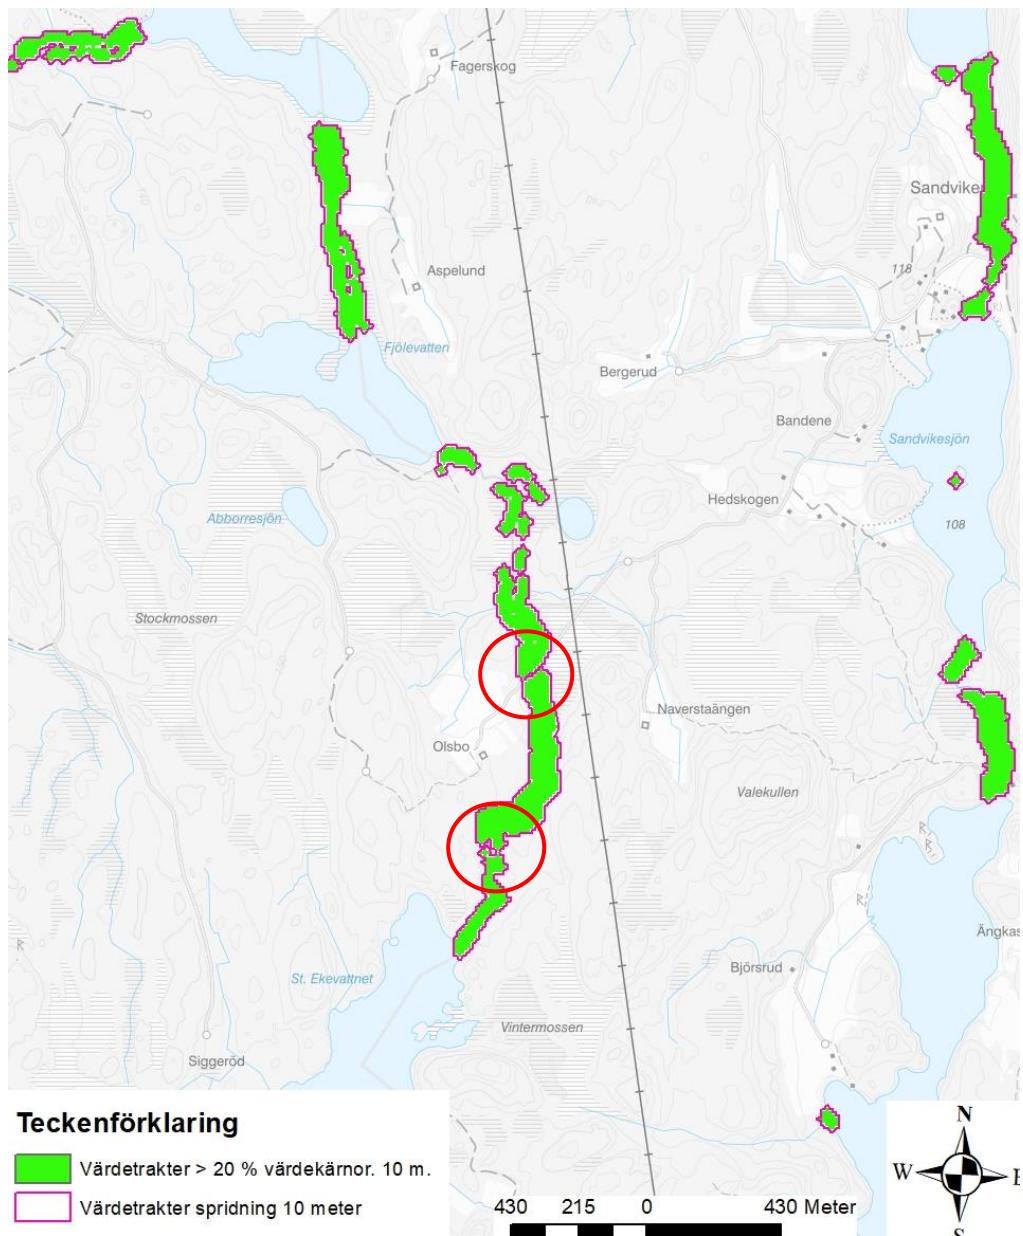 Fagerskog
Sandviken
118
Aspelund
Fjölevatten
Bergerud
Bandene
Sandvikesjön
Hedskogen
Abborresjön
108
Stockmossen
Naverstaängen
Olsbo
Valekullen
Ängkas
Björsrud
St. Ekevattnet
Vintermossen
Siggeröd
Teckenförklaring
Värdetrakter > 20 % värdekärnor. 10 m.
Värdetrakter spridning 10 meter
430 215 0 430 Meter
N
W E
S